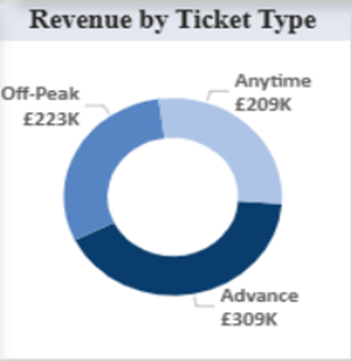 Revenue by Ticket Type
Anytime
£209K
Off-Peak
£223K
Advance
£309K